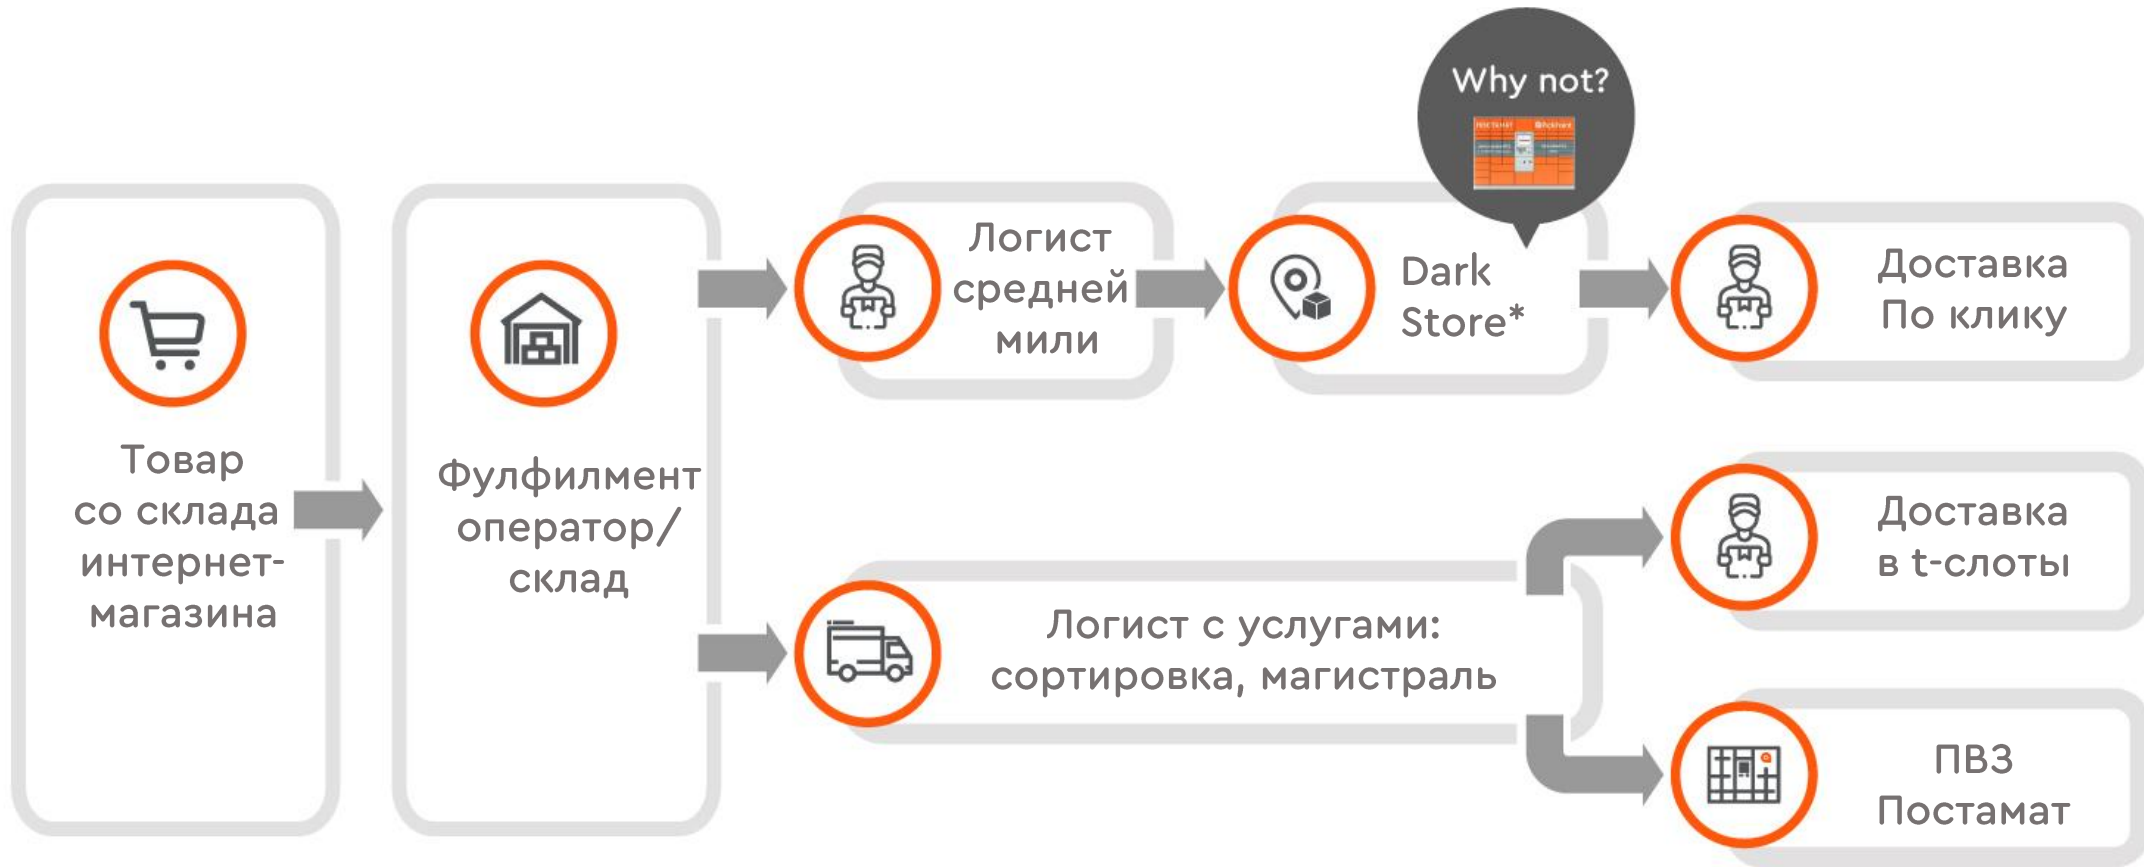 Why not?
Товар
со склада
интернет-
магазина
Фулфилмент
оператор/
склад
Логист
средней
мили
Dark
Store*
Доставка
По клику
Логист с услугами:
сортировка, магистраль
Доставка
в t-слоты
ПВЗ
Постамат